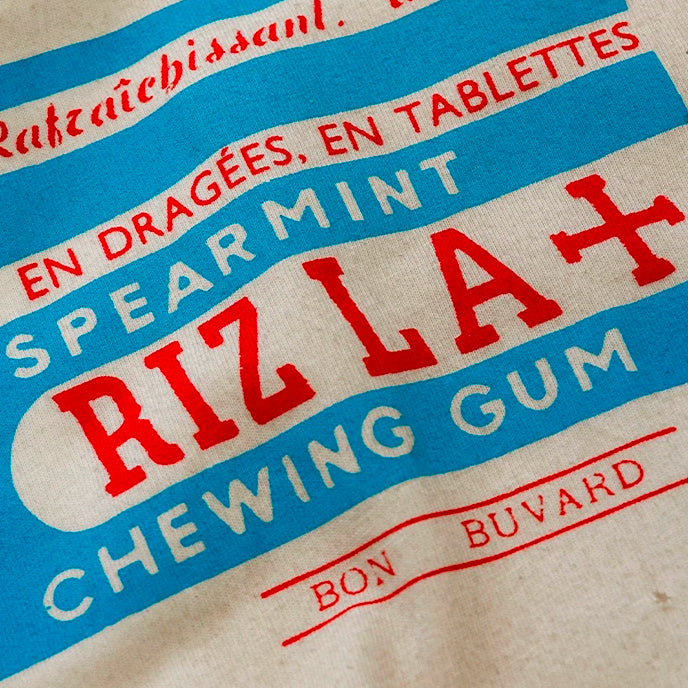 Rafraîchissant.
EN DRAGÉES, EN TABLETTES
SPEARMINT
RIZ LA +
CHEWING GUM
BON BUVARD